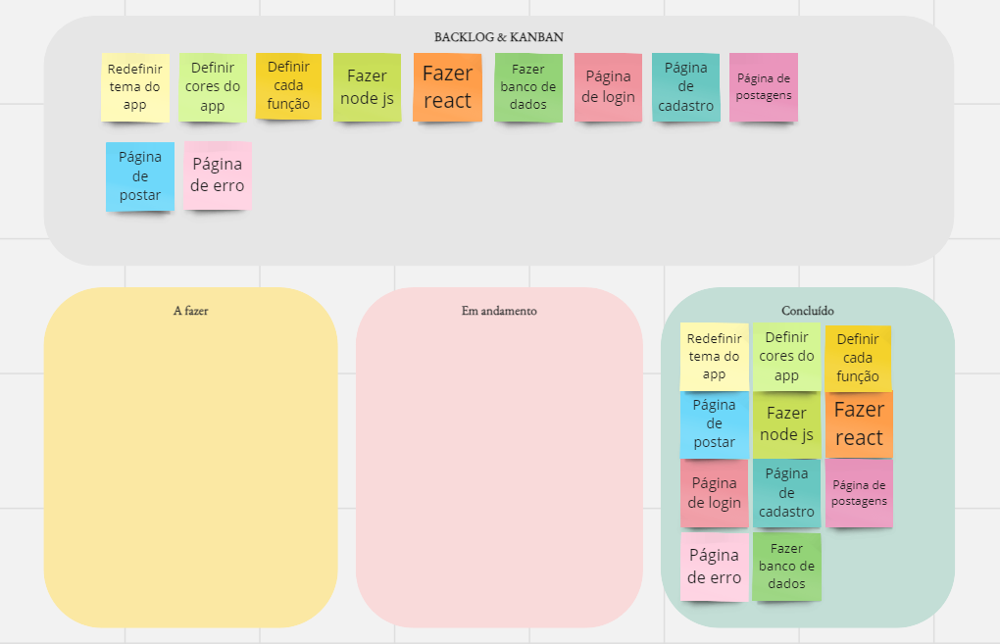 BACKLOG & KANBAN
Redefinir
tema do
app
Definir
cores do
app
Definir
cada
função
Fazer
node js
Fazer
react
Fazer
banco de
dados
Página
de login
Página
de
cadastro
Página de
postagens
Página
de
postar
Página
de erro
A fazer
Em andamento
Concluído
Redefinir
tema do
app
Definir
cores do
app
Definir
cada
função
Página
de
postar
Fazer
node js
Fazer
react
Página
de login
Página
de
cadastro
Página de
postagens
Página
de erro
Fazer
banco de
dados